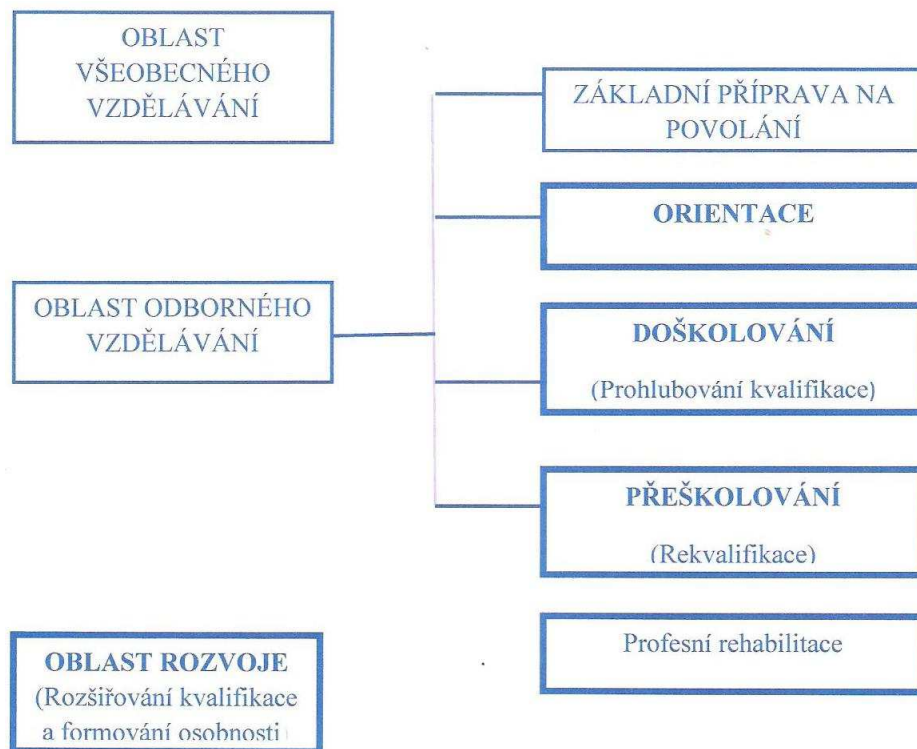 OBLAST
VŠEOBECNÉHO
VZDĚLÁVÁNÍ
OBLAST ODBORNÉHO
VZDĚLÁVÁNÍ
ZÁKLADNÍ PŘÍPRAVA NA
POVOLÁNÍ
ORIENTACE
DOŠKOLOVÁNÍ
(Prohlubování kvalifikace)
PŘEŠKOLOVÁNÍ
(Rekvalifikace)
Profesní rehabilitace
OBLAST ROZVOJE
(Rozšiřování kvalifikace
a formování osobnosti